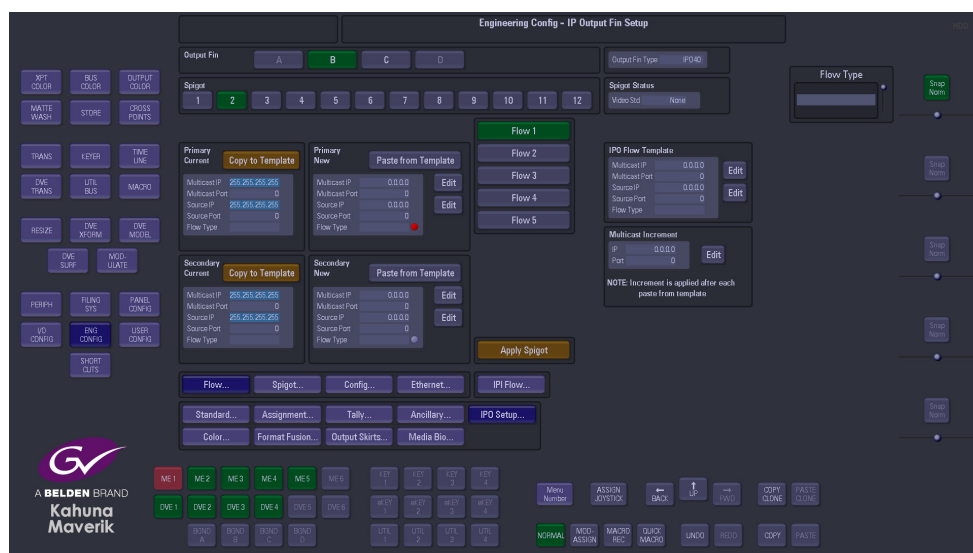 Engineering Config - IP Output Fin Setup
Output Fin
A
B
C
D
Output Fin Type IPO40
Spigot
1
2
3
4
5
6
7
8
9
10
11
12
Spigot Status
Video Std None
Flow Type
XPT COLOR
BUS COLOR
OUTPUT COLOR
MATTE WASH
STORE
CROSS POINTS
TRANS
KEYER
TIME LINE
DVE TRANS
UTIL BUS
MACRO
RESIZE
DVE XFORM
DVE MODEL
DVE SURF
MOD- ULATE
PERIPH
FILING SYS
PANEL CONFIG
I/O CONFIG
ENG CONFIG
USER CONFIG
SHORT CUTS
Primary Current
Copy to Template
Multicast IP 255.255.255.255
Multicast Port 0
Source IP 255.255.255.255
Source Port 0
Flow Type
Primary New
Paste from Template
Multicast IP 0.0.0.0
Edit
Multicast Port 0
Source IP 0.0.0.0
Edit
Source Port 0
Flow Type
Flow 1
Flow 2
Flow 3
Flow 4
Flow 5
IPO Flow Template
Multicast IP 0.0.0.0
Edit
Multicast Port 0
Source IP 0.0.0.0
Edit
Source Port 0
Flow Type
Multicast Increment
IP 0.0.0.0
Port 0
Edit
NOTE: Increment is applied after each
paste from template
Secondary Current
Copy to Template
Multicast IP 255.255.255.255
Multicast Port 0
Source IP 255.255.255.255
Source Port 0
Flow Type
Secondary New
Paste from Template
Multicast IP 0.0.0.0
Edit
Multicast Port 0
Source IP 0.0.0.0
Edit
Source Port 0
Flow Type
Apply Spigot
Flow...
Spigot...
Config...
Ethernet...
IPI Flow...
Standard...
Assignment...
Tally...
Ancillary...
IPO Setup...
Color...
Format Fusion...
Output Skirts...
Media Bio...
Snap Norm
Snap Norm
Snap Norm
Snap Norm
Snap Norm
GV
A BELDEN BRAND
Kahuna
Maverik
ME 1
ME 2
ME 3
ME 4
ME 5
ME 6
KEY 1
KEY 2
KEY 3
KEY 4
DVE 1
DVE 2
DVE 3
DVE 4
DVE 5
DVE 6
eKEY 1
eKEY 2
eKEY 3
eKEY 4
BGND A
BGND B
BGND C
BGND D
UTIL 1
UTIL 2
UTIL 3
UTIL 4
Menu Number
ASSIGN JOYSTICK
BACK
UP
FWD
COPY CLONE
PASTE CLONE
NORMAL
MOD- ASSIGN
MACRO REC
QUICK MACRO
UNDO
REDO
COPY
PASTE